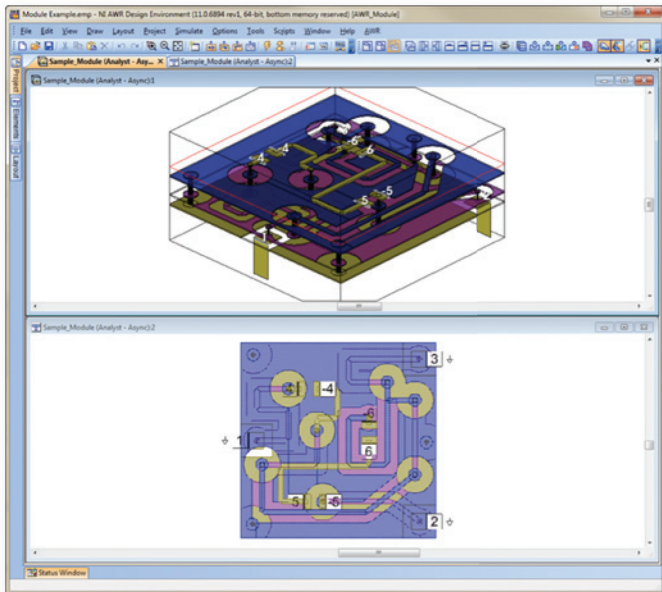 Module Example.emp - NI AWR Design Environment (11.0.6894 rev1, 64-bit, bottom memory reserved) [AWR_Module]
File Edit View Draw Layout Project Simulate Options Tools Scripts Window Help AWR
Sample_Module (Analyst - Asy... Sample_Module (Analyst - Async):2
Project
Elements
Layout
Sample_Module (Analyst - Async):1
-4
-4
-6
-6
-5
-5
1
Sample_Module (Analyst - Async):2
3
-4
-6
1
6
5
-5
2
Status Window